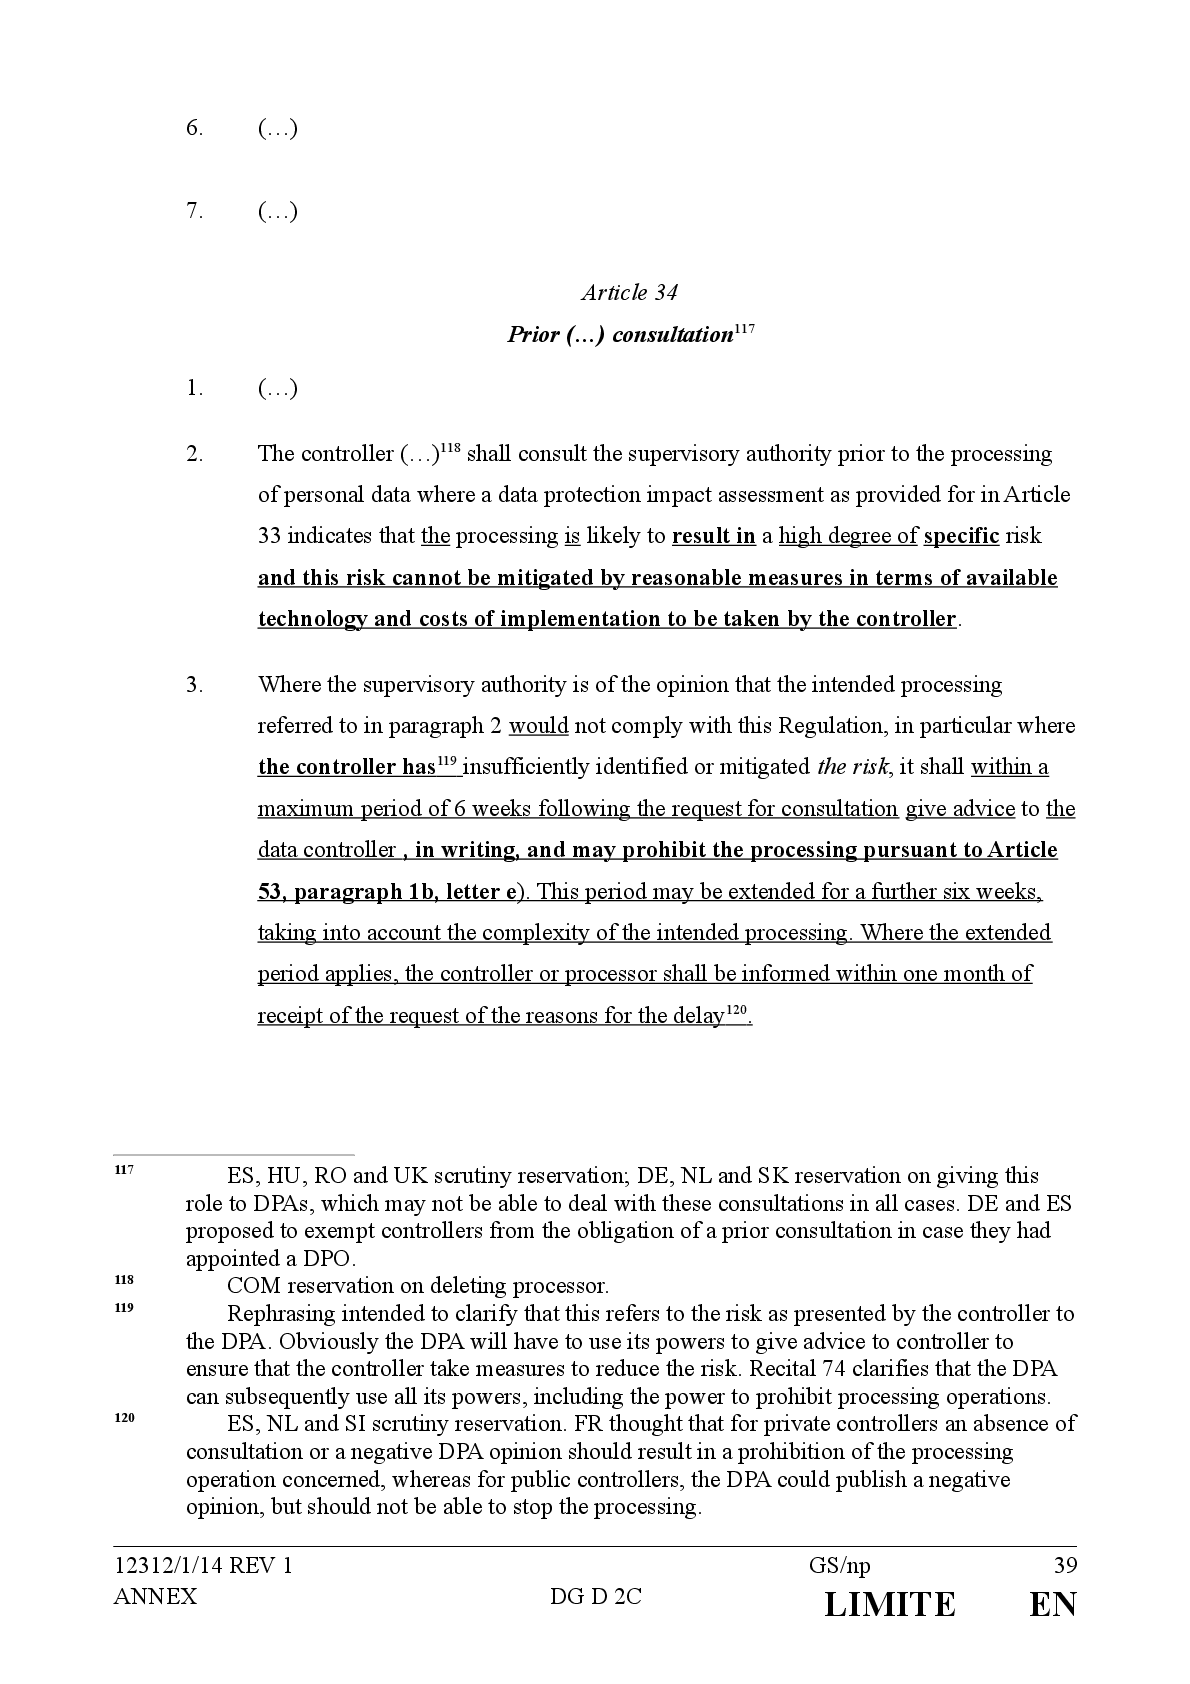 6. (…)
7. (…)
Article 34
Prior (…) consultation117
1. (…)
2. The controller (…)118 shall consult the supervisory authority prior to the processing
of personal data where a data protection impact assessment as provided for in Article
33 indicates that the processing is likely to result in a high degree of specific risk
and this risk cannot be mitigated by reasonable measures in terms of available
technology and costs of implementation to be taken by the controller.
3. Where the supervisory authority is of the opinion that the intended processing
referred to in paragraph 2 would not comply with this Regulation, in particular where
the controller has119 insufficiently identified or mitigated the risk, it shall within a
maximum period of 6 weeks following the request for consultation give advice to the
data controller , in writing, and may prohibit the processing pursuant to Article
53, paragraph 1b, letter e). This period may be extended for a further six weeks,
taking into account the complexity of the intended processing. Where the extended
period applies, the controller or processor shall be informed within one month of
receipt of the request of the reasons for the delay120.
117 ES, HU, RO and UK scrutiny reservation; DE, NL and SK reservation on giving this
role to DPAs, which may not be able to deal with these consultations in all cases. DE and ES
proposed to exempt controllers from the obligation of a prior consultation in case they had
appointed a DPO.
118 COM reservation on deleting processor.
119 Rephrasing intended to clarify that this refers to the risk as presented by the controller to
the DPA. Obviously the DPA will have to use its powers to give advice to controller to
ensure that the controller take measures to reduce the risk. Recital 74 clarifies that the DPA
can subsequently use all its powers, including the power to prohibit processing operations.
120 ES, NL and SI scrutiny reservation. FR thought that for private controllers an absence of
consultation or a negative DPA opinion should result in a prohibition of the processing
operation concerned, whereas for public controllers, the DPA could publish a negative
opinion, but should not be able to stop the processing.
12312/1/14 REV 1 GS/np 39
ANNEX DG D 2C LIMITE EN